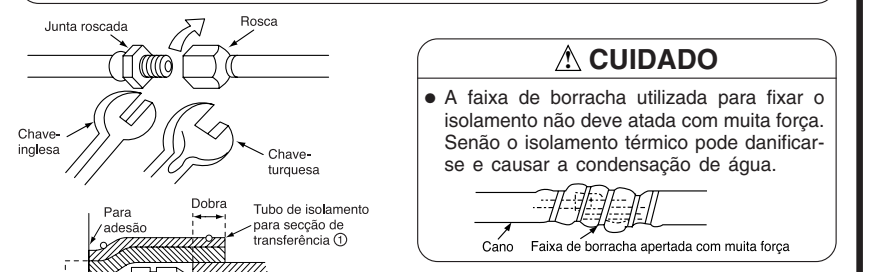 Junta roscada
Rosca
Chave-
inglesa
Chave-
turquesa
Para
adesão
Dobra
Tubo de isolamento
para secção de
transferência ①
⚠ CUIDADO
● A faixa de borracha utilizada para fixar o
isolamento não deve atada com muita força.
Senão o isolamento térmico pode danificar-
se e causar a condensação de água.
Cano
Faixa de borracha apertada com muita força